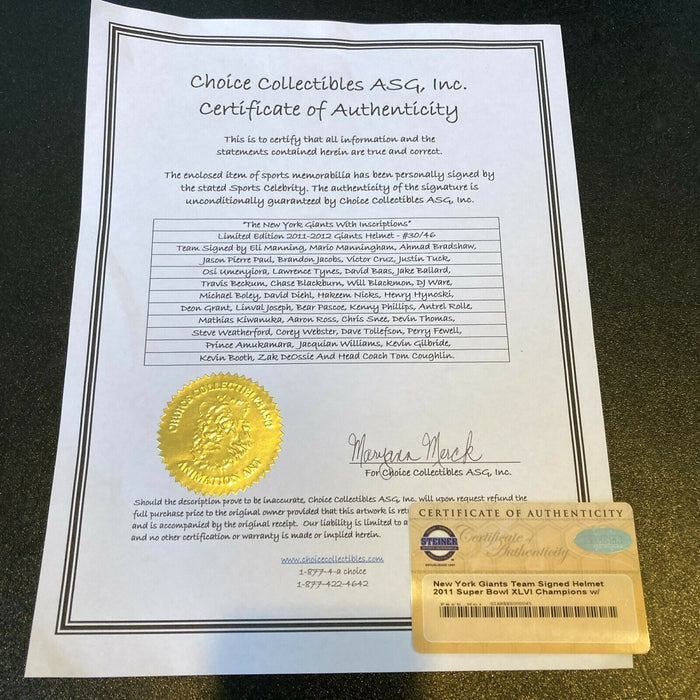 Choice Collectibles ASG, Inc.
Certificate of Authenticity
This is to certify that all information and the
statements contained herein are true and correct.
The enclosed item of sports memorabilia has been personally signed by
the stated Sports Celebrity. The authenticity of the signature is
unconditionally guaranteed by Choice Collectibles ASG, Inc.
"The New York Giants With Inscriptions"
Limited Edition 2011-2012 Giants Helmet - #30/46
Team Signed by Eli Manning, Mario Manningham, Ahmad Bradshaw,
Jason Pierre Paul, Brandon Jacobs, Victor Cruz, Justin Tuck,
Osi Umenyiora, Lawrence Tynes, David Baas, Jake Ballard,
Travis Beckum, Chase Blackburn, Will Blackmon, DJ Ware,
Michael Boley, David Diehl, Hakeem Nicks, Henry Hynoski,
Deon Grant, Linval Joseph, Bear Pascoe, Kenny Phillips, Antrel Rolle,
Mathias Kiwanuka, Aaron Ross, Chris Snee, Devin Thomas,
Steve Weatherford, Corey Webster, Dave Tollefson, Perry Fewell,
Prince Amukamara, Jacquian Williams, Kevin Gilbride,
Kevin Booth, Zak DeOssie And Head Coach Tom Coughlin.
CHOICE COLLECTIBLES
ANIMATION ART
Maryann Merck
For Choice Collectibles ASG, Inc.
Should the description prove to be inaccurate, Choice Collectibles ASG, Inc. will upon request refund the
full purchase price to the original owner provided that this artwork is
and is accompanied by the original receipt. Our liability is limited to a
and no other certification or warranty is made or implied herein.
www.choicecollectibles.com
1-877-4-a choice
1-877-422-4642
CERTIFICATE OF AUTHENTICITY
STEINER
Certificate of
Authenticity
New York Giants Team Signed Helmet
2011 Super Bowl XLVI Champions w/